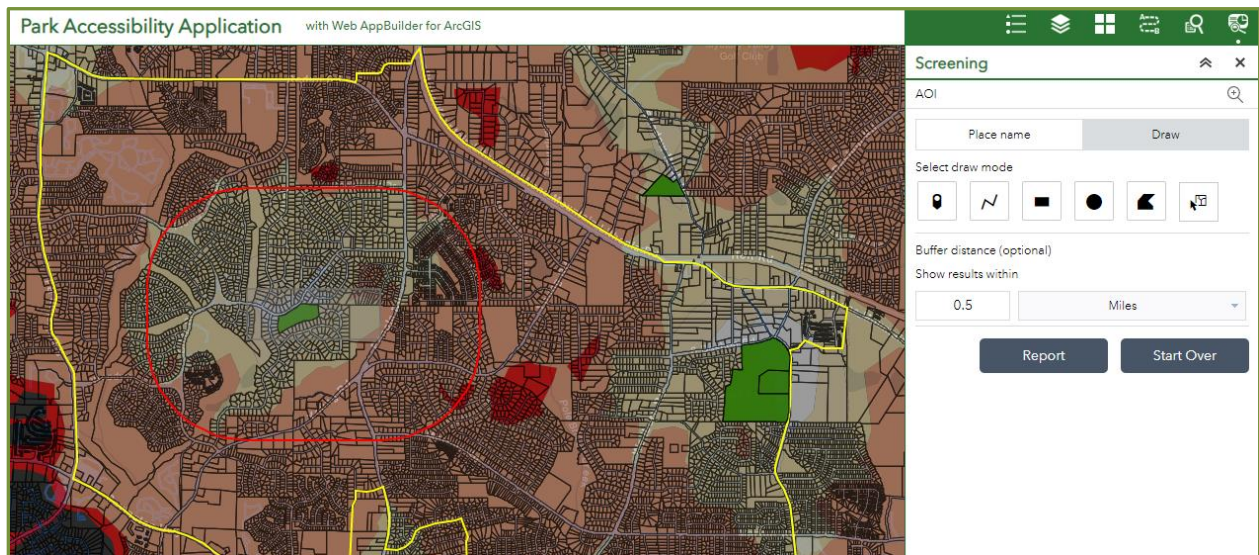 Park Accessibility Application with Web AppBuilder for ArcGIS
Screening
AOI
Place name Draw
Select draw mode
Buffer distance (optional)
Show results within
0.5 Miles
Report Start Over